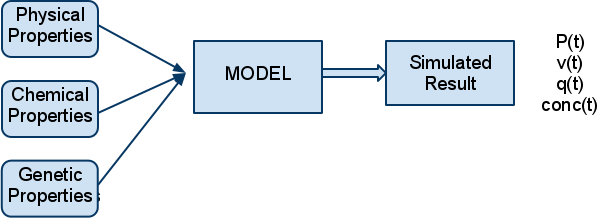 Physical
Properties
Chemical
Properties
Genetic
Properties
MODEL
Simulated
Result
P(t)
v(t)
q(t)
conc(t)